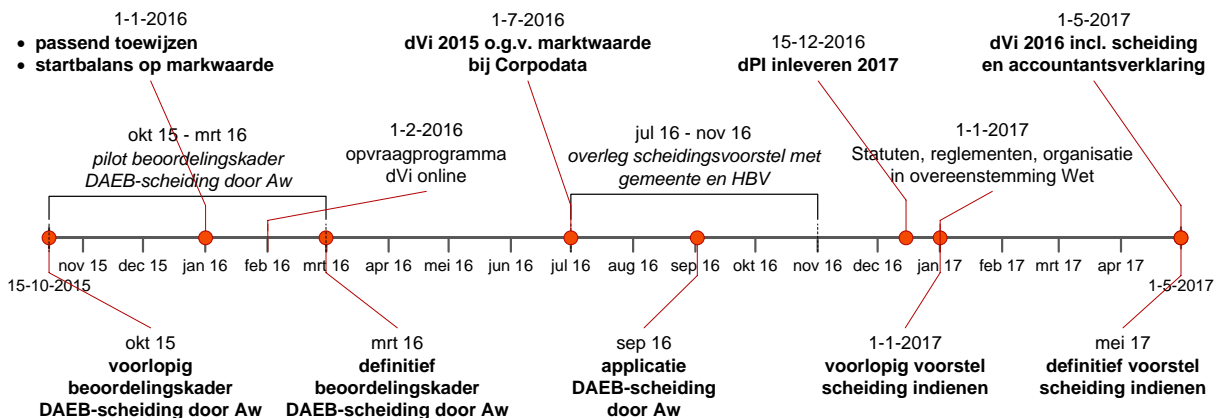 1-1-2016
• passend toewijzen
• startbalans op markwaarde
1-7-2016
dVi 2015 o.g.v. marktwaarde
bij Corpodata
15-12-2016
dPI inleveren 2017
1-5-2017
dVi 2016 incl. scheiding
en accountantsverklaring
okt 15 - mrt 16
pilot beoordelingskader
DAEB-scheiding door Aw
1-2-2016
opvraagprogramma
dVi online
jul 16 - nov 16
overleg scheidingsvoorstel met
gemeente en HBV
1-1-2017
Statuten, reglementen, organisatie
in overeenstemming Wet
nov 15 dec 15 jan 16 feb 16 mrt 16 apr 16 mei 16 jun 16 jul 16 aug 16 sep 16 okt 16 nov 16 dec 16 jan 17 feb 17 mrt 17 apr 17
15-10-2015 1-5-2017
okt 15
voorlopig
beoordelingskader
DAEB-scheiding door Aw
mrt 16
definitief
beoordelingskader
DAEB-scheiding door Aw
sep 16
applicatie
DAEB-scheiding
door Aw
1-1-2017
voorlopig voorstel
scheiding indienen
mei 17
definitief voorstel
scheiding indienen